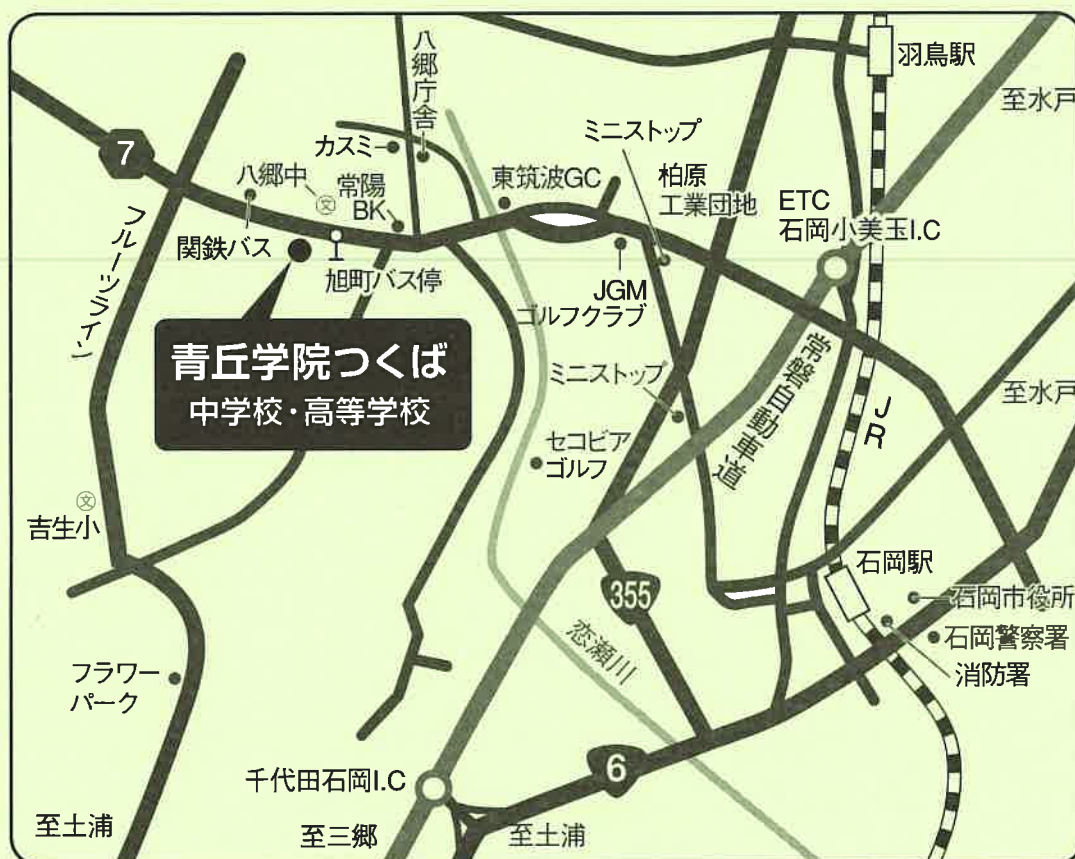 羽鳥駅
至水戸
八郷庁舎
カスミ
ミニストップ
7
八郷中
文
常陽
BK
東筑波GC
柏原
工業団地
ETC
石岡小美玉I.C
フルーツライン
関鉄バス
旭町バス停
JGM
ゴルフクラブ
青丘学院つくば
中学校・高等学校
ミニストップ
常磐自動車道
JR
至水戸
セコビア
ゴルフ
文
吉生小
355
石岡駅
石岡市役所
石岡警察署
消防署
恋瀬川
フラワー
パーク
6
千代田石岡I.C
至土浦
至三郷
至土浦